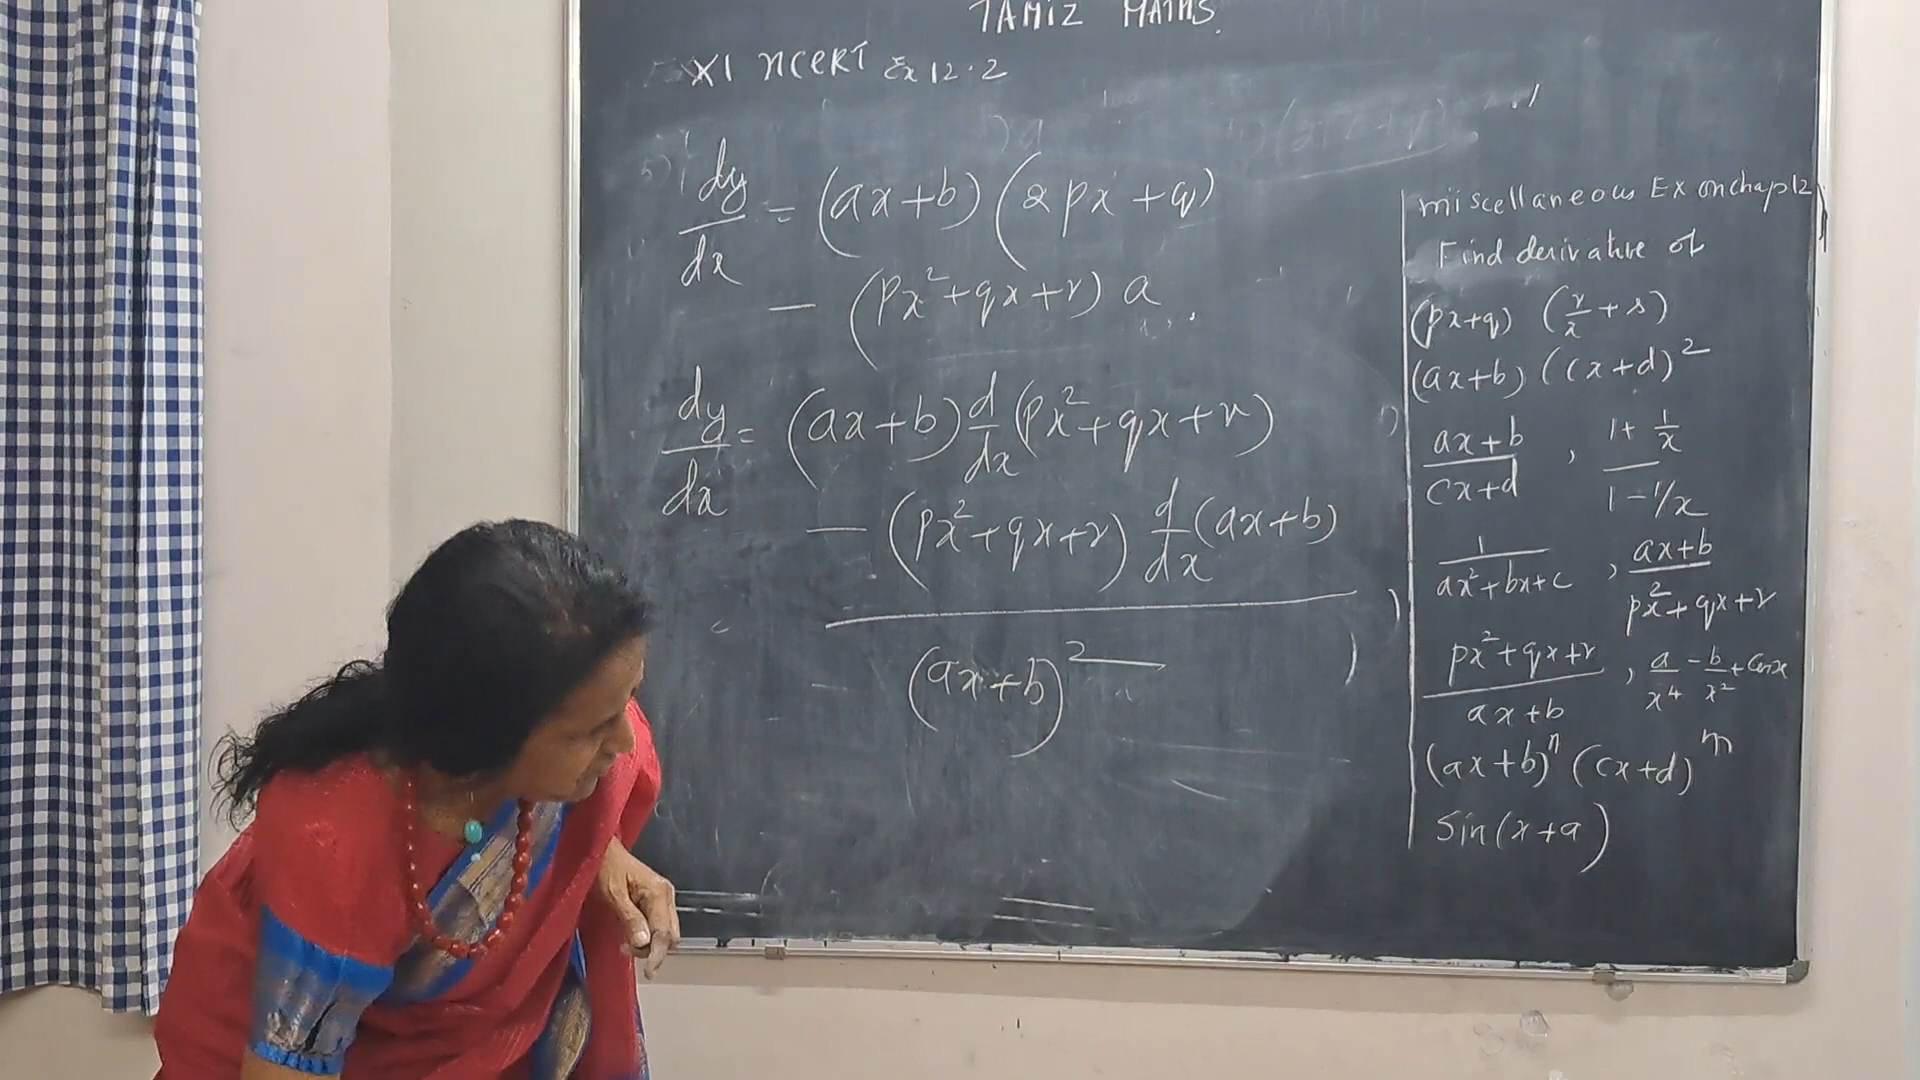 TAMIZ MATHS.
XI NCERT Ex 12.2
dy/dx = (ax+b)(2px+q)
— (px²+qx+r) a
dy/dx = (ax+b) d/dx (px²+qx+r)
— (px²+qx+r) d/dx (ax+b)
(ax+b)²
miscellaneous Ex on chap 12
Find derivative of
(px+q) (r/x + s)
(ax+b) (cx+d)²
ax+b / cx+d , 1+ 1/x / 1-1/x
1 / ax²+bx+c , ax+b / px²+qx+r
px²+qx+r / ax+b , a/x⁴ - b/x² + cosx
(ax+b)ⁿ (cx+d)ᵐ
sin(x+a)